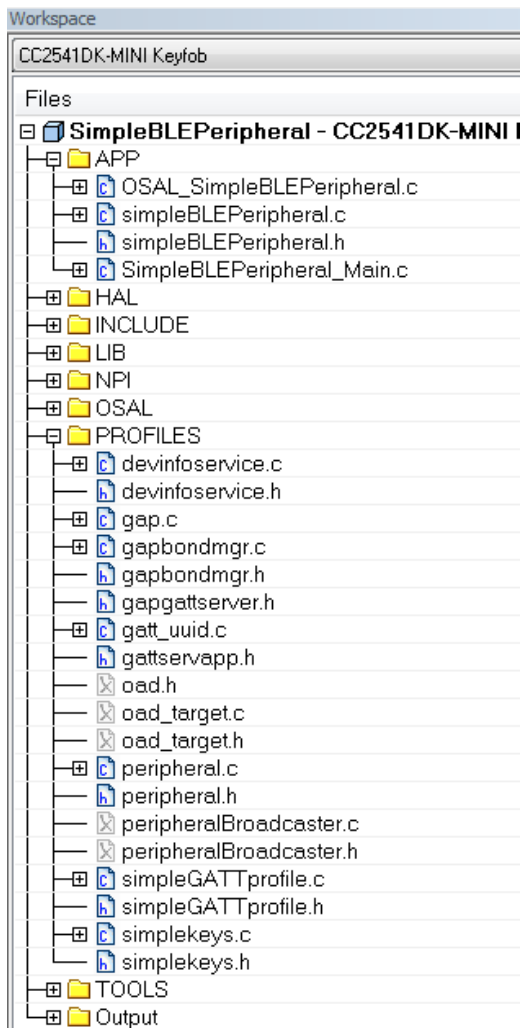 Workspace
CC2541DK-MINI Keyfob
Files
SimpleBLEPeripheral - CC2541DK-MINI
APP
OSAL_SimpleBLEPeripheral.c
simpleBLEPeripheral.c
simpleBLEPeripheral.h
SimpleBLEPeripheral_Main.c
HAL
INCLUDE
LIB
NPI
OSAL
PROFILES
devinfoservice.c
devinfoservice.h
gap.c
gapbondmgr.c
gapbondmgr.h
gapgattserver.h
gatt_uuid.c
gattservapp.h
oad.h
oad_target.c
oad_target.h
peripheral.c
peripheral.h
peripheralBroadcaster.c
peripheralBroadcaster.h
simpleGATTprofile.c
simpleGATTprofile.h
simplekeys.c
simplekeys.h
TOOLS
Output